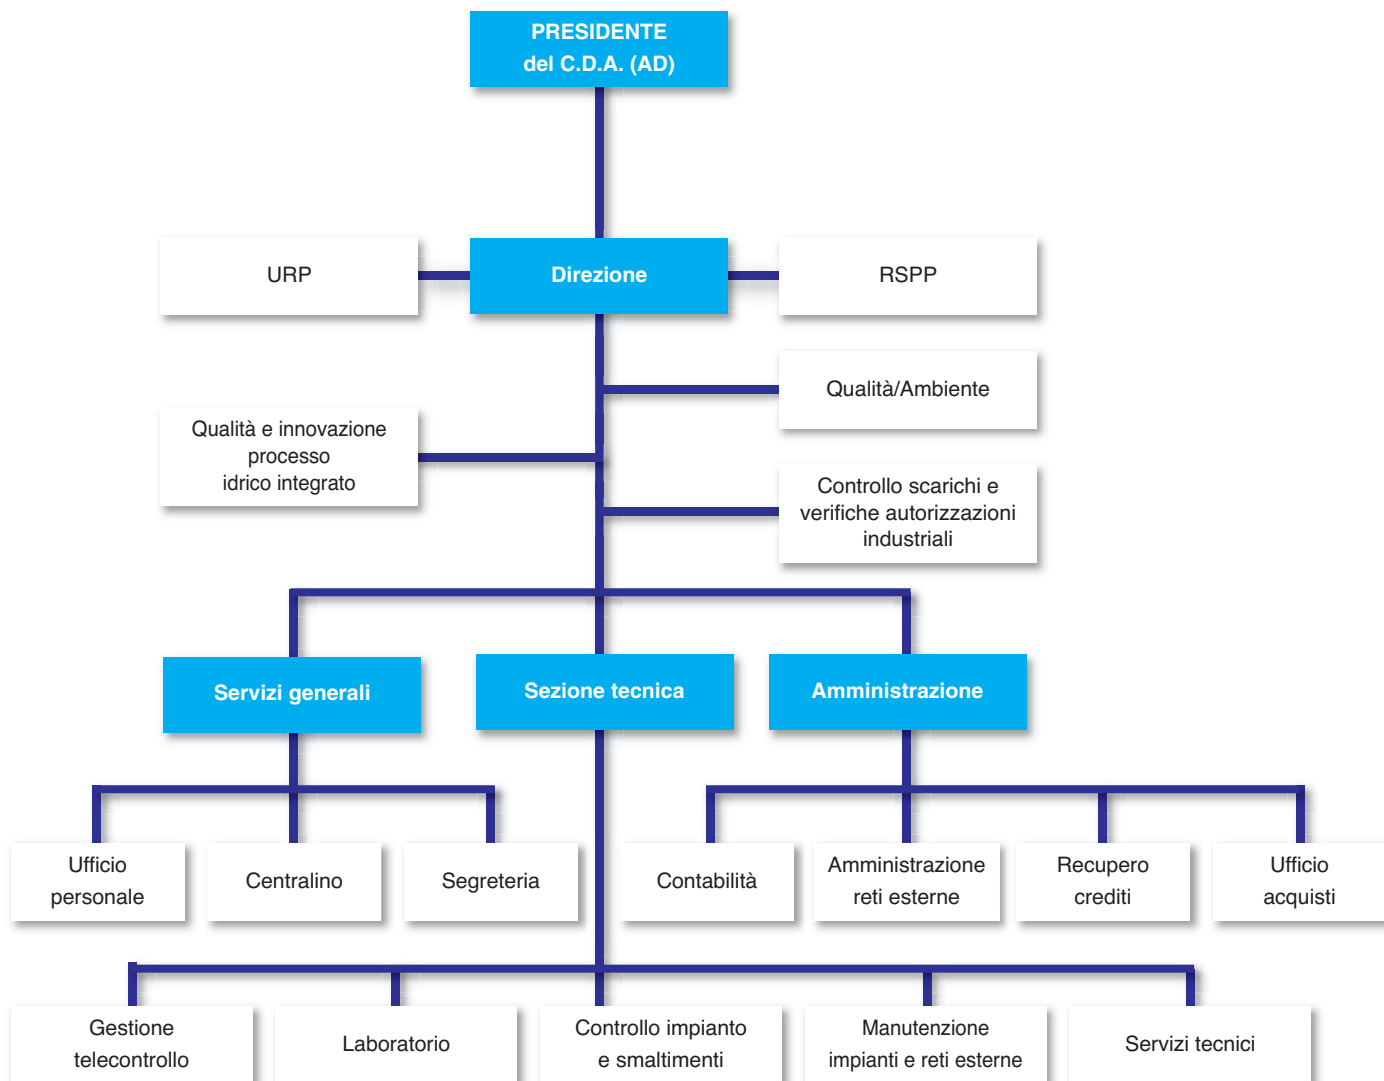 PRESIDENTE
del C.D.A. (AD)
URP
Direzione
RSPP
Qualità/Ambiente
Qualità e innovazione
processo
idrico integrato
Controllo scarichi e
verifiche autorizzazioni
industriali
Servizi generali
Sezione tecnica
Amministrazione
Ufficio
personale
Centralino
Segreteria
Contabilità
Amministrazione
reti esterne
Recupero
crediti
Ufficio
acquisti
Gestione
telecontrollo
Laboratorio
Controllo impianto
e smaltimenti
Manutenzione
impianti e reti esterne
Servizi tecnici